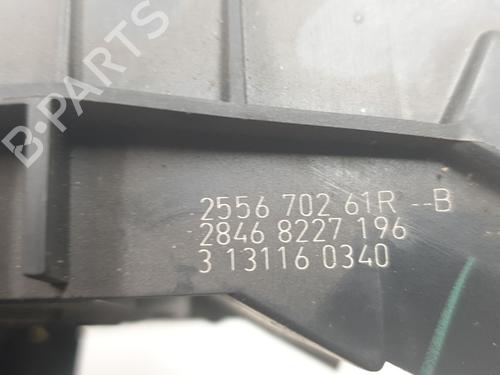 B-PARTS
2556 702 61R --B
2846 8227 196
3 13116 0340